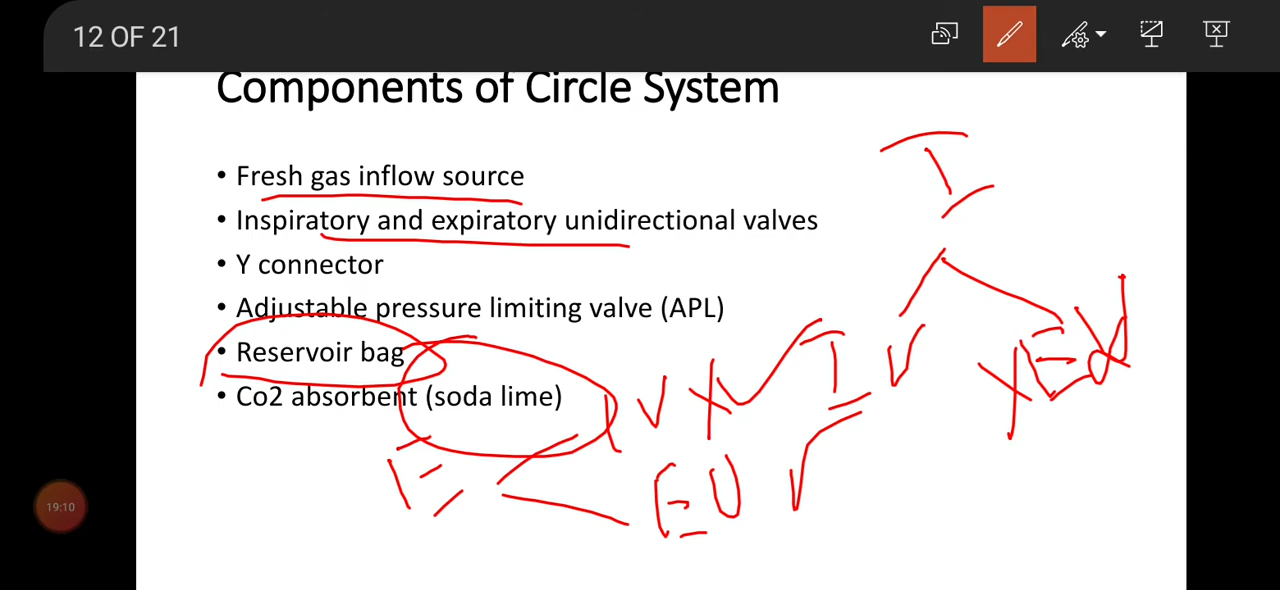 12 OF 21
Components of Circle System
• Fresh gas inflow source
• Inspiratory and expiratory unidirectional valves
I
• Y connector
• Adjustable pressure limiting valve (APL)
• Reservoir bag
• Co2 absorbent (soda lime)
E
19:10